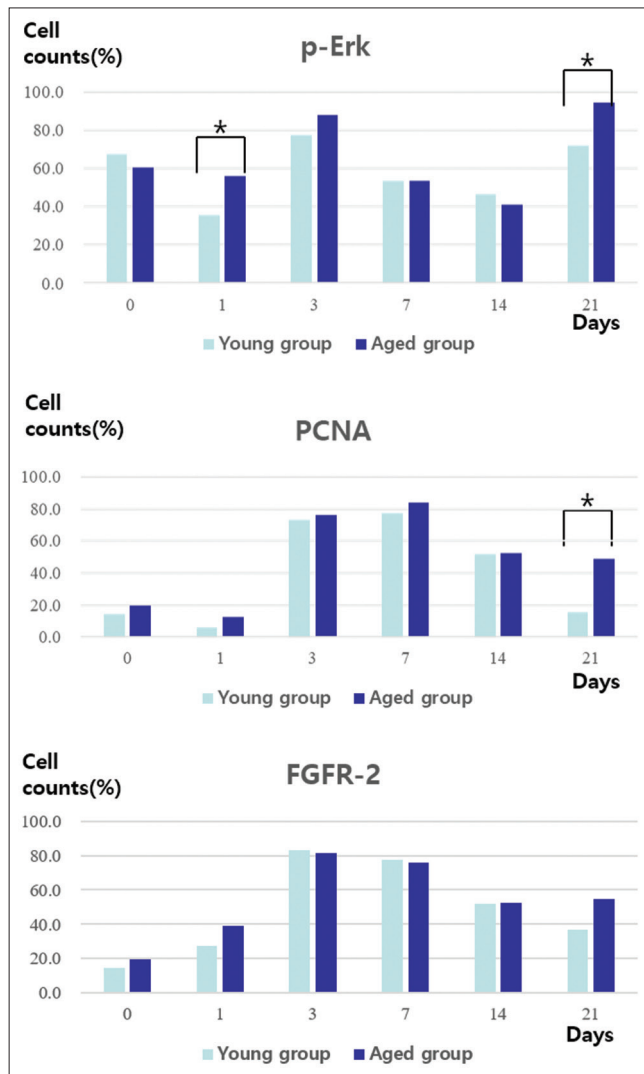 Cell
counts(%)
p-Erk
100.0
80.0
60.0
40.0
20.0
0.0
*
*
0 1 3 7 14 21
Days
Young group Aged group
Cell
counts(%)
PCNA
100.0
80.0
60.0
40.0
20.0
0.0
*
0 1 3 7 14 21
Days
Young group Aged group
Cell
counts(%)
FGFR-2
100.0
80.0
60.0
40.0
20.0
0.0
0 1 3 7 14 21
Days
Young group Aged group